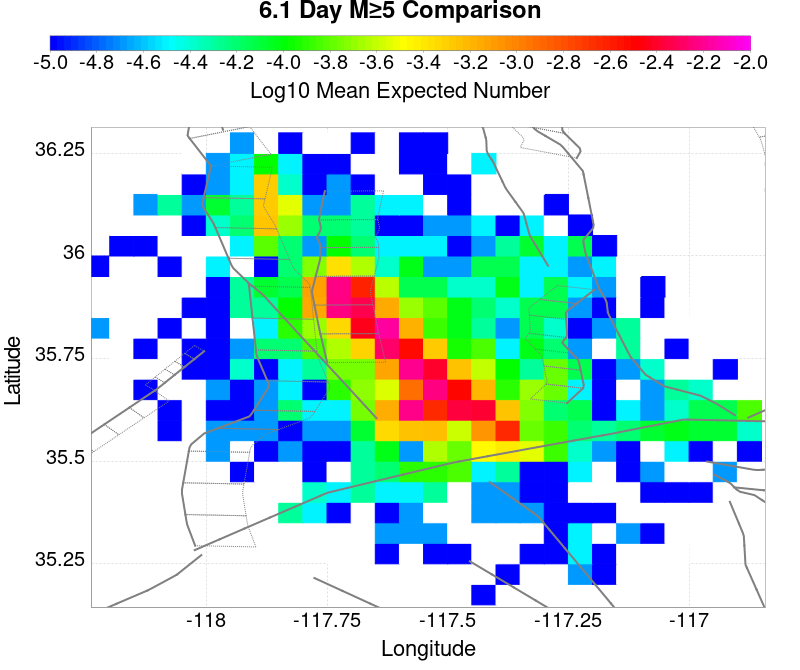 6.1 Day M≥5 Comparison
-5.0 -4.8 -4.6 -4.4 -4.2 -4.0 -3.8 -3.6 -3.4 -3.2 -3.0 -2.8 -2.6 -2.4 -2.2 -2.0
Log10 Mean Expected Number
36.25
36
35.75
35.5
35.25
Latitude
-118 -117.75 -117.5 -117.25 -117
Longitude